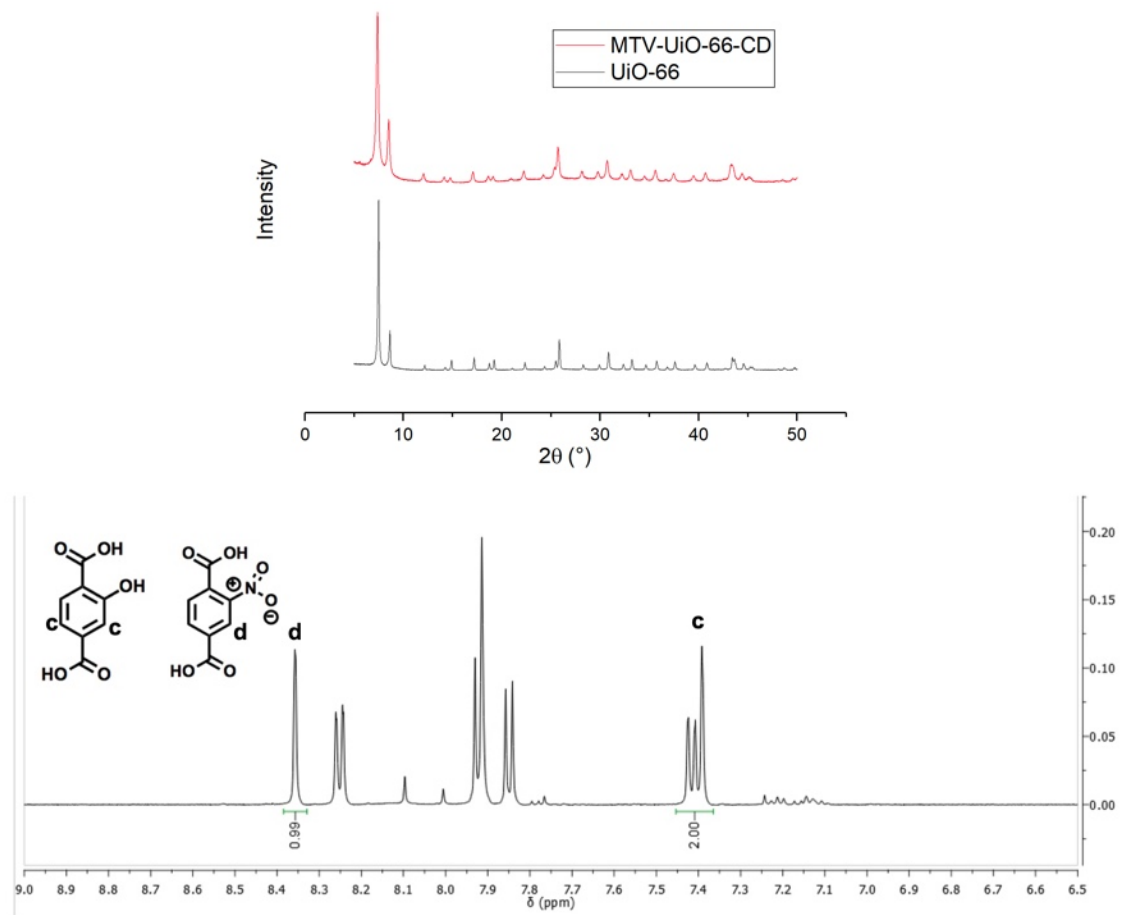 MTV-UiO-66-CD
UiO-66
Intensity
0 10 20 30 40 50
2θ (°)
O OH
OH
c c
HO O
O OH
⊕ N O
O ⊖
d
HO O
d
c
0.20
0.15
0.10
0.05
0.00
0.99
2.00
9.0 8.9 8.8 8.7 8.6 8.5 8.4 8.3 8.2 8.1 8.0 7.9 7.8 7.7 7.6 7.5 7.4 7.3 7.2 7.1 7.0 6.9 6.8 6.7 6.6 6.5
δ (ppm)